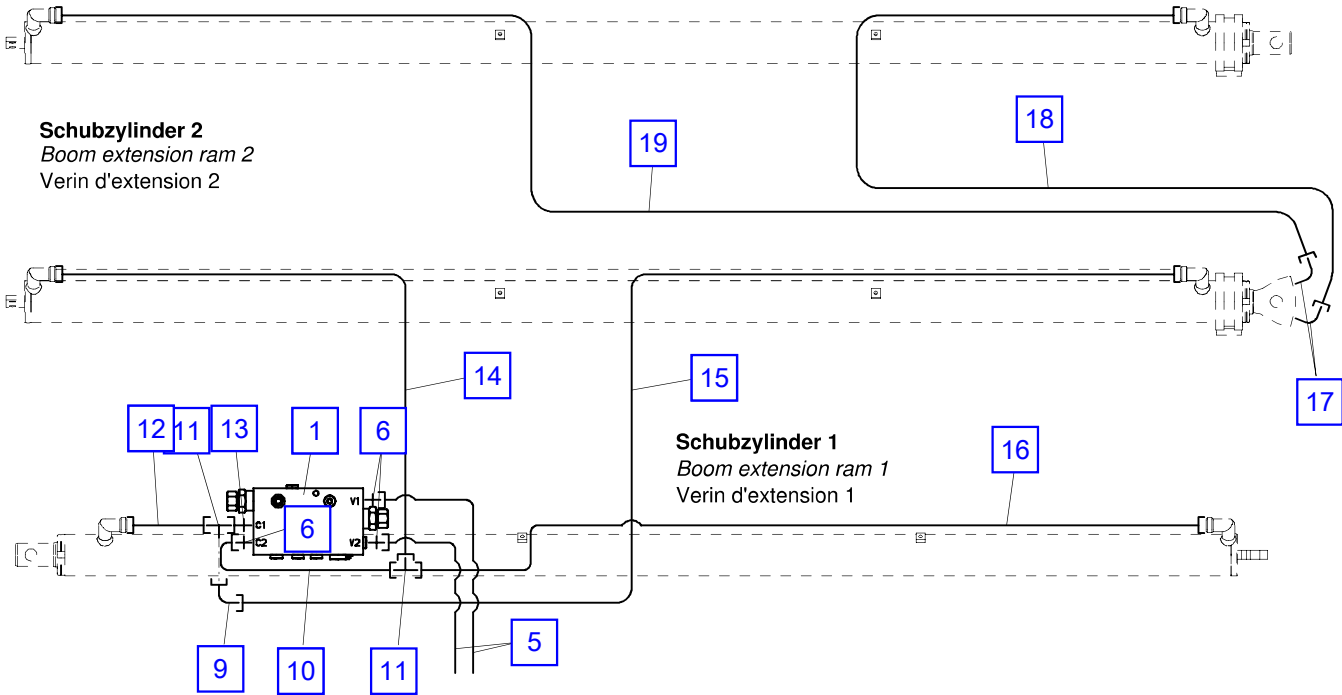 18
19
Schubzylinder 2
Boom extension ram 2
Verin d'extension 2
14
15
17
12
11
13
1
6
Schubzylinder 1
Boom extension ram 1
Verin d'extension 1
16
V1
C1
6
C2
V2
9
10
11
5